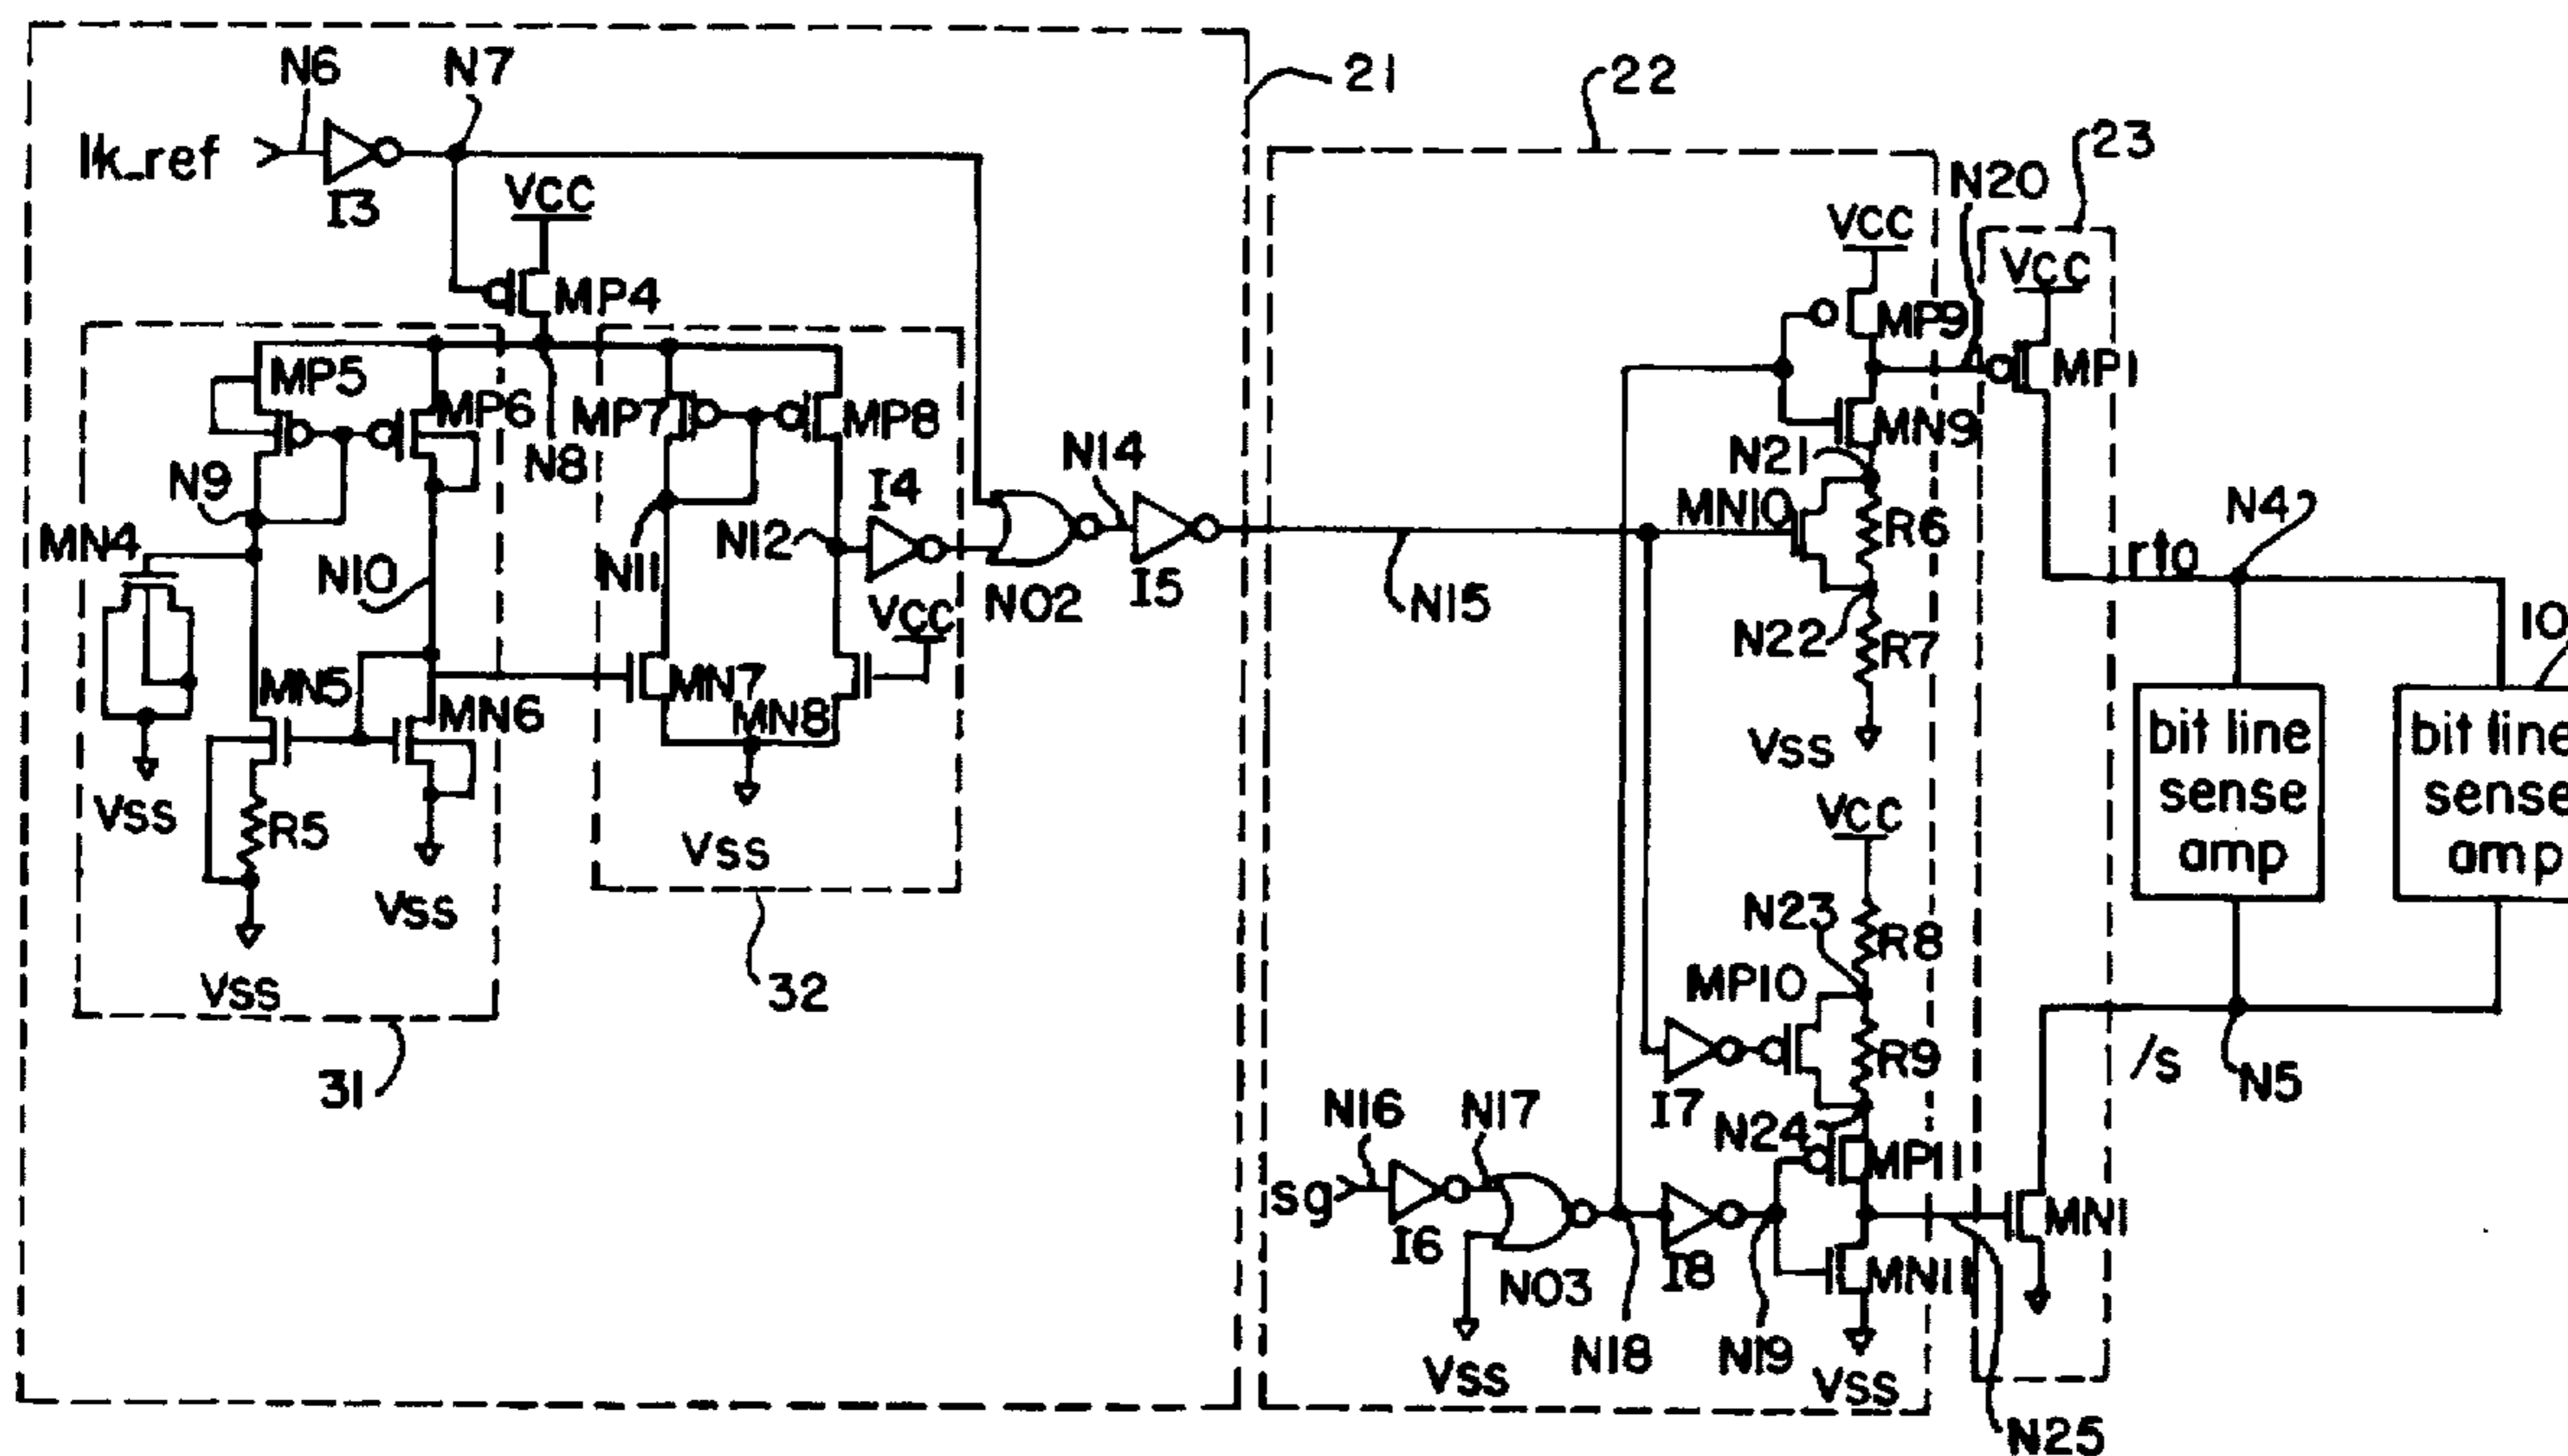 N6
N7
21
22
23
lk_ref
I3
VCC
MP4
N20
VCC
VCC
MP9
MP1
MP5
MP6
MP7
MP8
N8
MN9
N21
N9
N14
I4
MN10
R6
N4
MN4
N10
N11
N12
NO2
I5
rto
VCC
N15
N22
R7
10
MN5
MN6
MN7
MN8
VSS
bit line
sense
amp
bit line
sense
amp
VSS
R5
VSS
VSS
VCC
N23
R8
VSS
32
MP10
31
I7
R9
/s
N5
N16
N17
N24
MP11
sg
I6
MN1
NO3
I8
MN11
VSS
N18
N19
VSS
N25